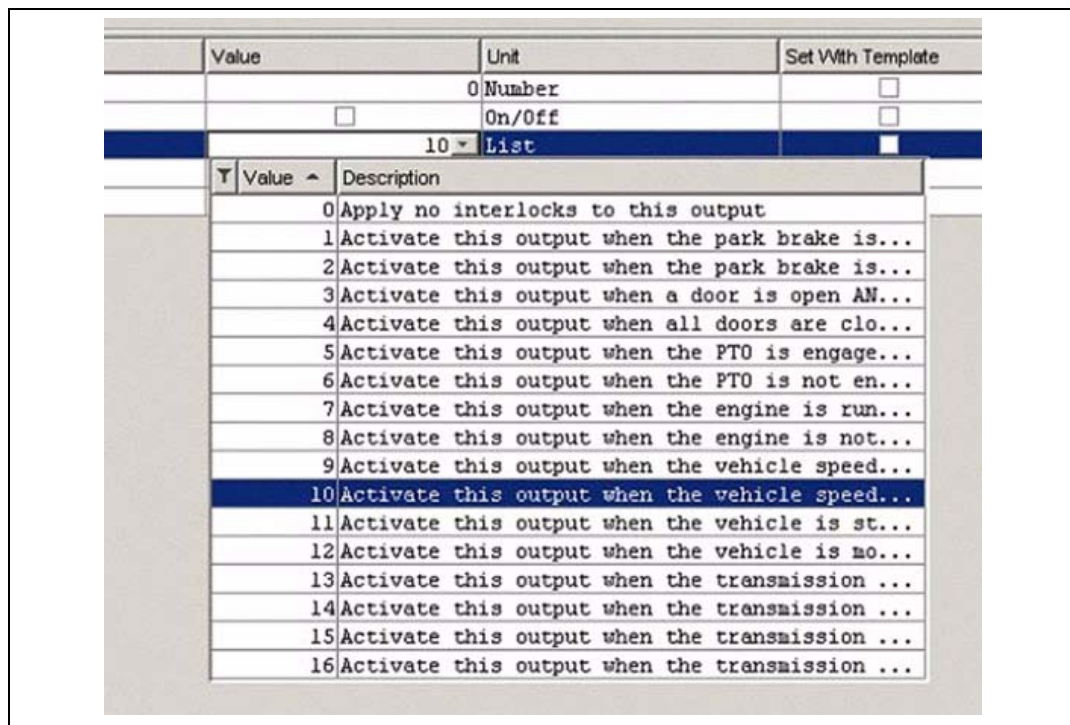 Value Unit Set With Template
0 Number
On/Off
10 List
Value Description
0 Apply no interlocks to this output
1 Activate this output when the park brake is...
2 Activate this output when the park brake is...
3 Activate this output when a door is open AN...
4 Activate this output when all doors are clo...
5 Activate this output when the PTO is engage...
6 Activate this output when the PTO is not en...
7 Activate this output when the engine is run...
8 Activate this output when the engine is not...
9 Activate this output when the vehicle speed...
10 Activate this output when the vehicle speed...
11 Activate this output when the vehicle is st...
12 Activate this output when the vehicle is mo...
13 Activate this output when the transmission ...
14 Activate this output when the transmission ...
15 Activate this output when the transmission ...
16 Activate this output when the transmission ...